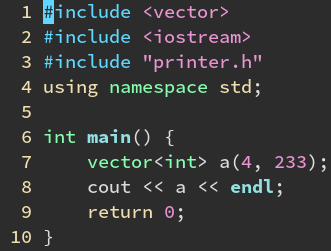 1 #include <vector>
2 #include <iostream>
3 #include "printer.h"
4 using namespace std;
5
6 int main() {
7     vector<int> a(4, 233);
8     cout << a << endl;
9     return 0;
10 }